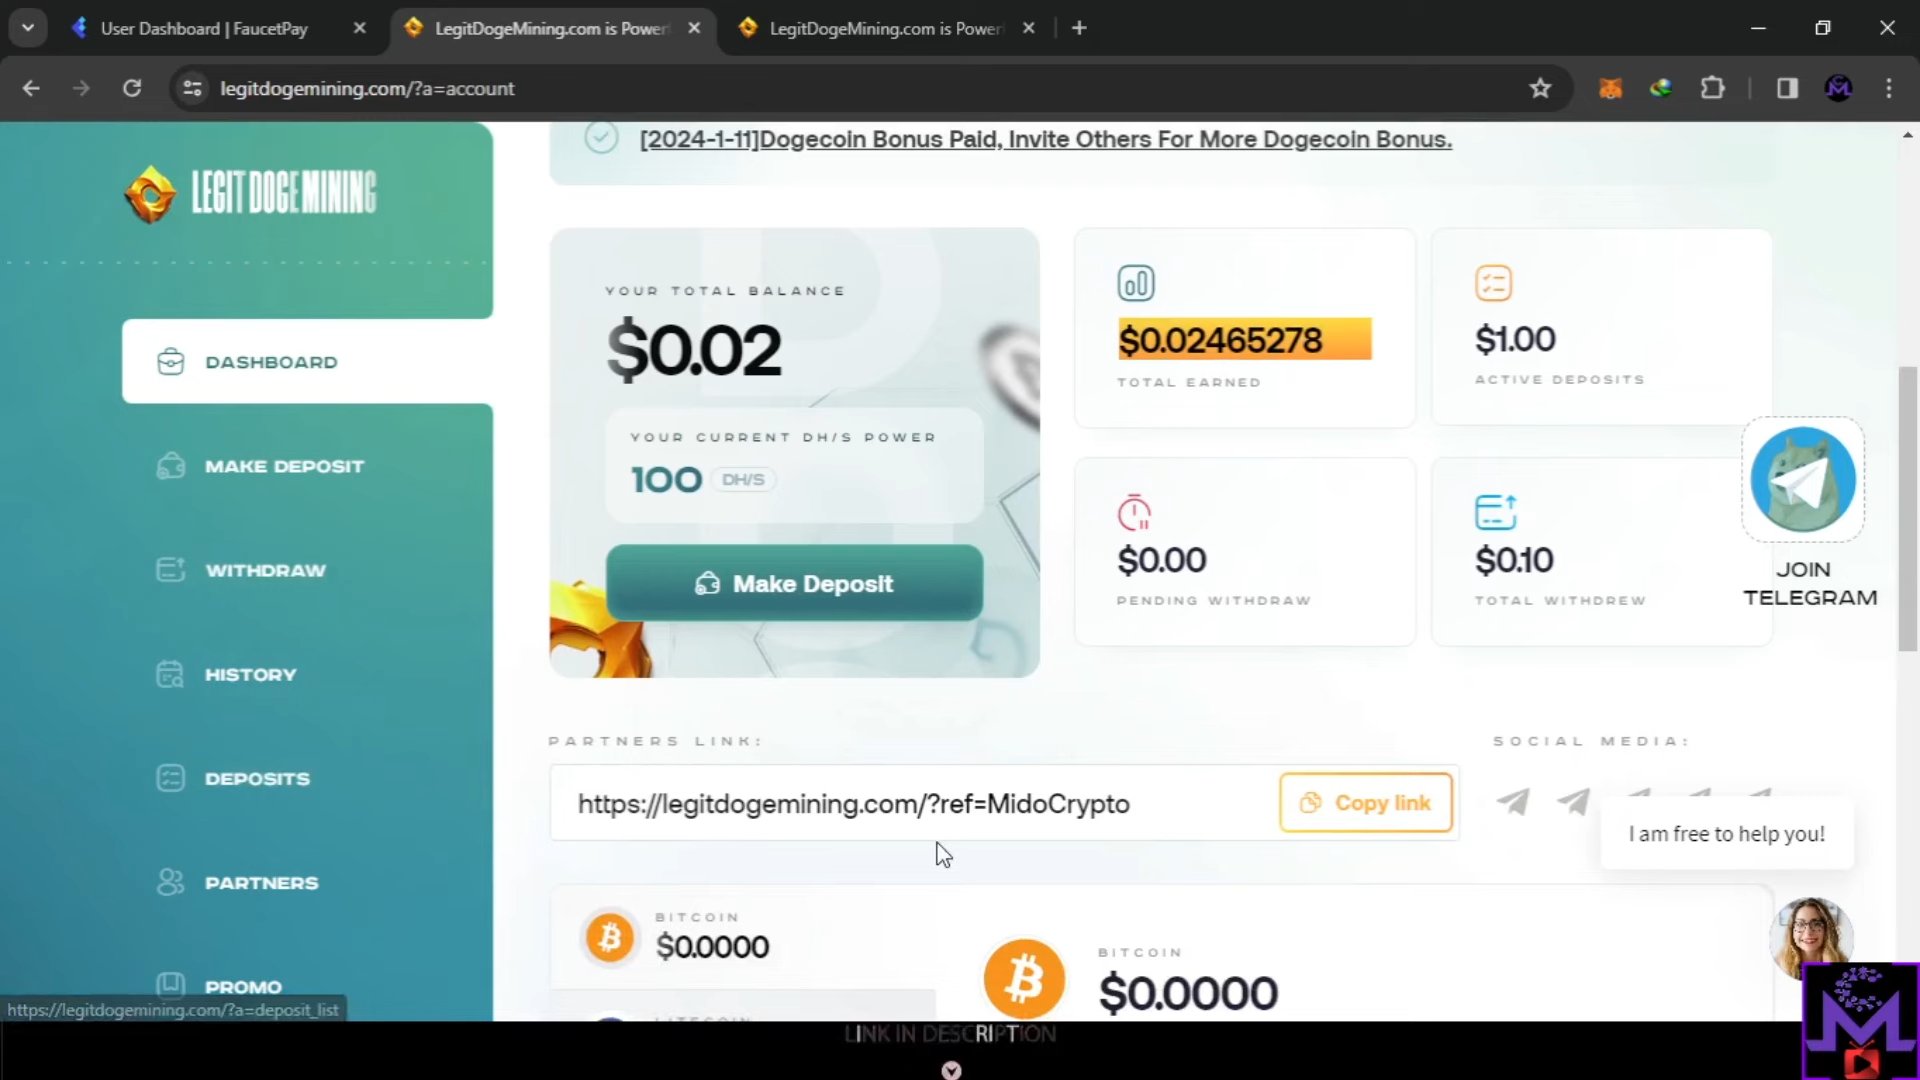 User Dashboard | FaucetPay
LegitDogeMining.com is Power
LegitDogeMining.com is Power
legitdogemining.com/?a=account
[2024-1-11]Dogecoin Bonus Paid, Invite Others For More Dogecoin Bonus.
LEGIT DOGE MINING
DASHBOARD
MAKE DEPOSIT
WITHDRAW
HISTORY
DEPOSITS
PARTNERS
PROMO
YOUR TOTAL BALANCE
$0.02
YOUR CURRENT DH/S POWER
100 DH/S
Make Deposit
$0.02465278
TOTAL EARNED
$1.00
ACTIVE DEPOSITS
$0.00
PENDING WITHDRAW
$0.10
TOTAL WITHDREW
JOIN
TELEGRAM
PARTNERS LINK:
https://legitdogemining.com/?ref=MidoCrypto
Copy link
SOCIAL MEDIA:
I am free to help you!
BITCOIN
$0.0000
BITCOIN
$0.0000
https://legitdogemining.com/?a=deposit_list
LINK IN DESCRIPTION